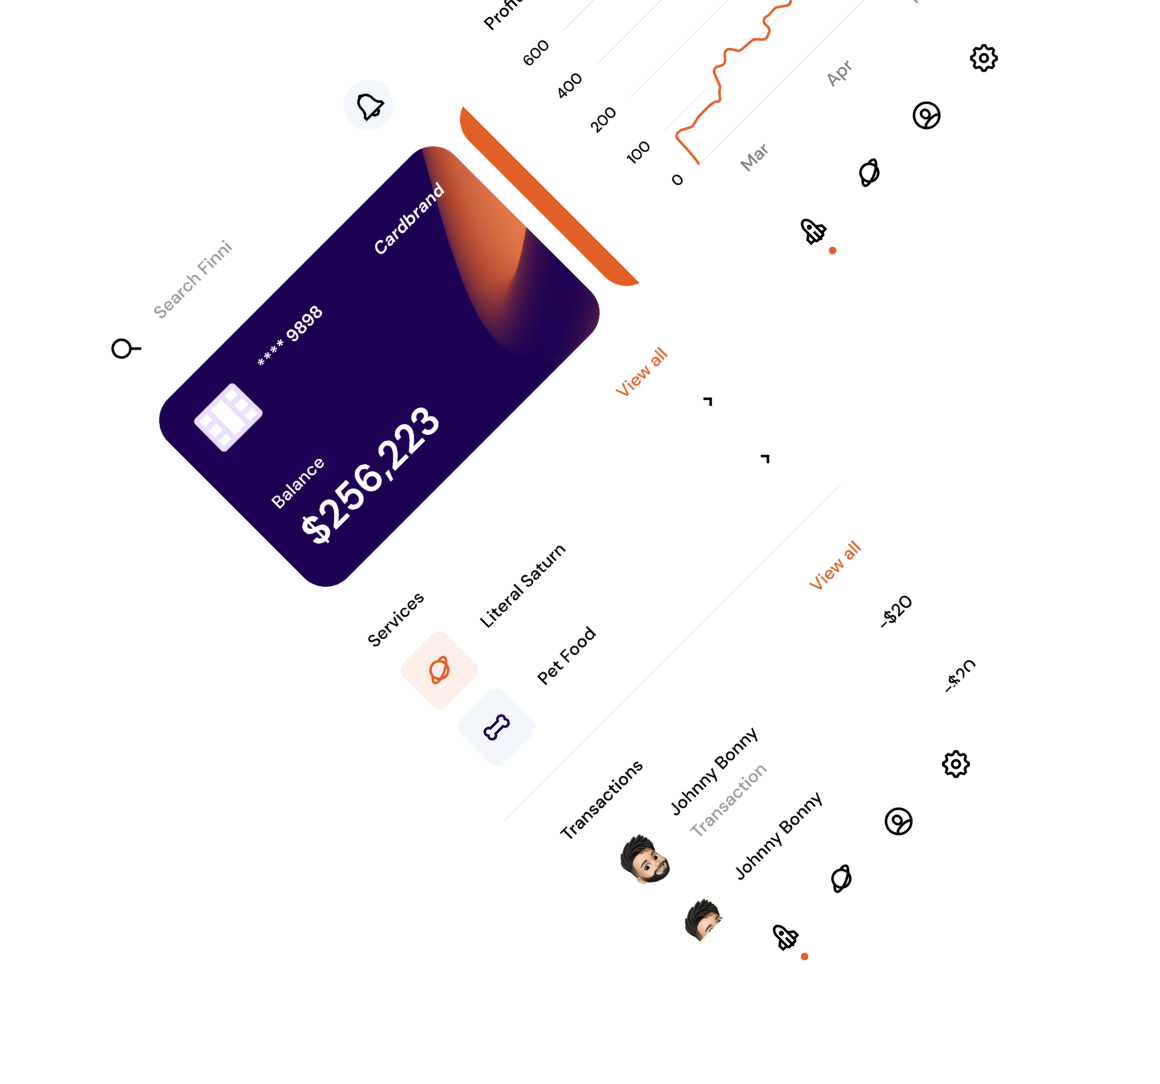 Search Finni
**** 9898
Cardbrand
Balance
$256,223
Services
View all
Literal Saturn
Pet Food
Transactions
View all
Johnny Bonny
-$20
Transaction
Johnny Bonny
-$20
600
400
200
100
0
Mar
Apr